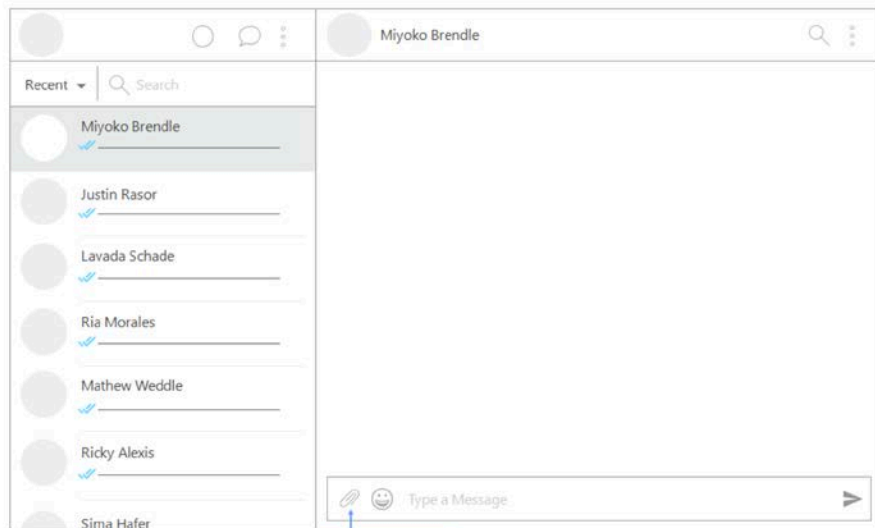 Miyoko Brendle
Recent
Search
Miyoko Brendle
Justin Rasor
Lavada Schade
Ria Morales
Mathew Weddle
Ricky Alexis
Sima Hafer
Type a Message